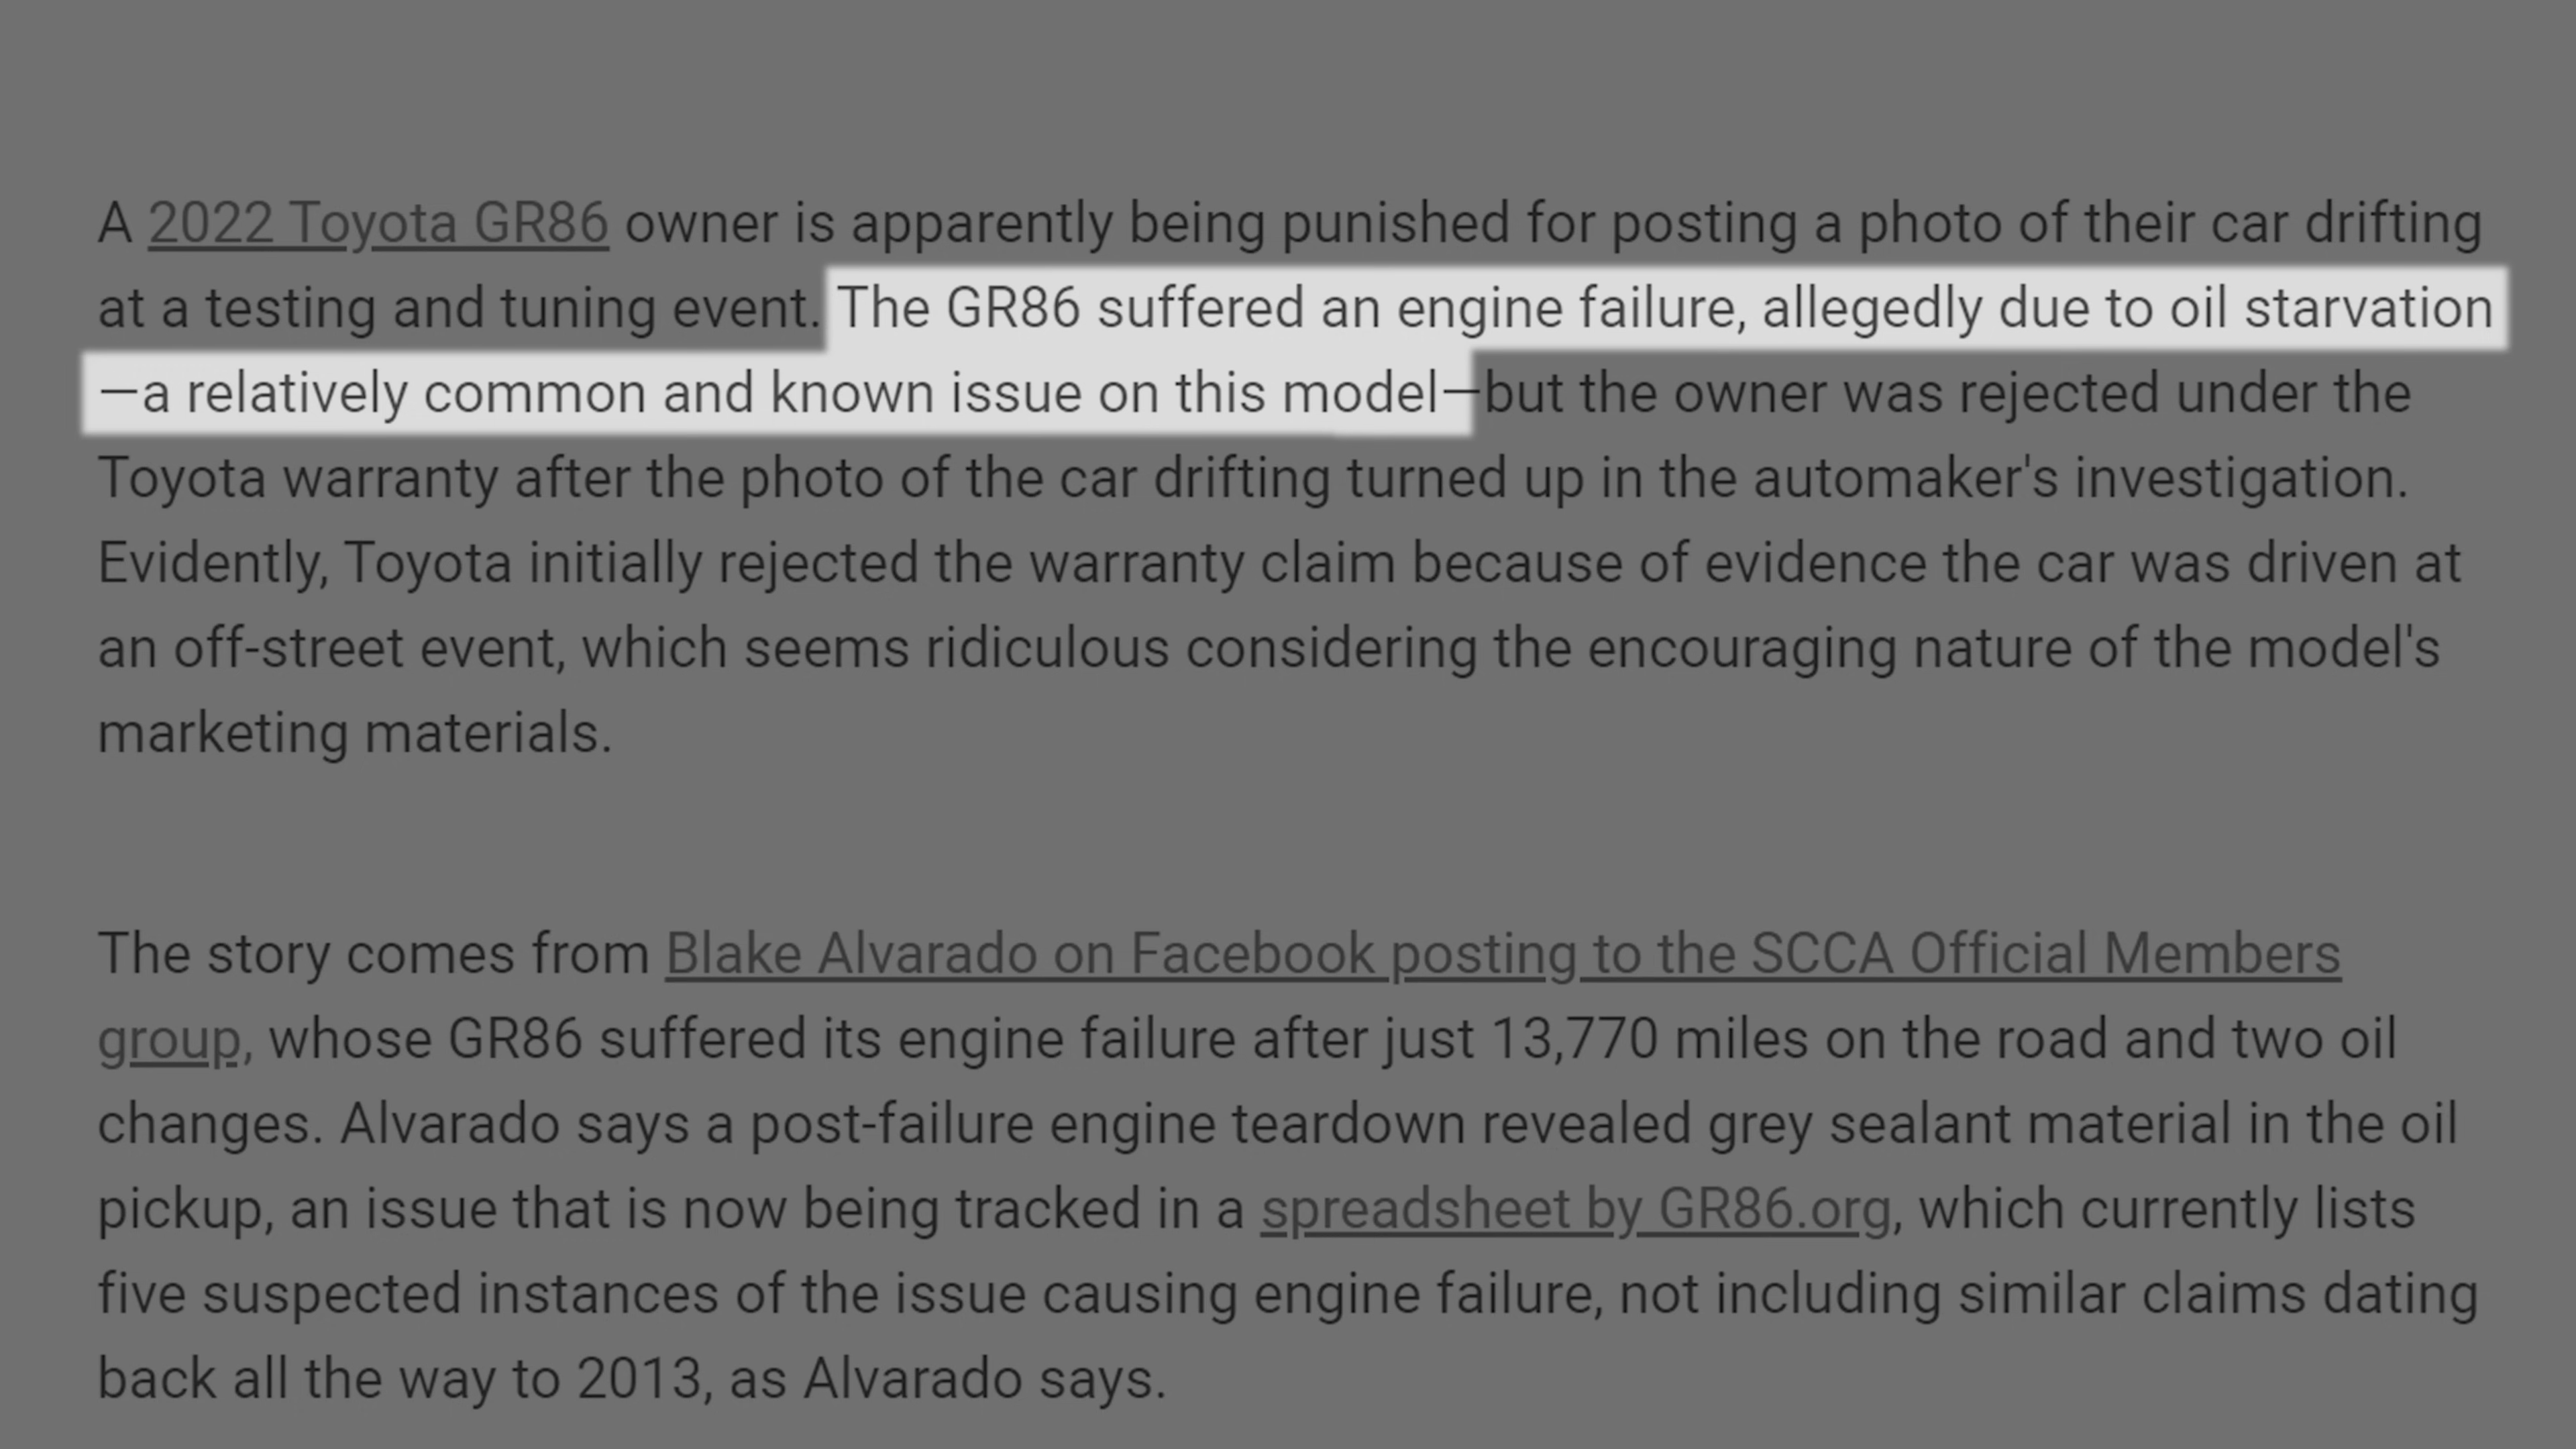 A 2022 Toyota GR86 owner is apparently being punished for posting a photo of their car drifting
at a testing and tuning event. The GR86 suffered an engine failure, allegedly due to oil starvation
—a relatively common and known issue on this model—but the owner was rejected under the
Toyota warranty after the photo of the car drifting turned up in the automaker's investigation.
Evidently, Toyota initially rejected the warranty claim because of evidence the car was driven at
an off-street event, which seems ridiculous considering the encouraging nature of the model's
marketing materials.
The story comes from Blake Alvarado on Facebook posting to the SCCA Official Members
group, whose GR86 suffered its engine failure after just 13,770 miles on the road and two oil
changes. Alvarado says a post-failure engine teardown revealed grey sealant material in the oil
pickup, an issue that is now being tracked in a spreadsheet by GR86.org, which currently lists
five suspected instances of the issue causing engine failure, not including similar claims dating
back all the way to 2013, as Alvarado says.